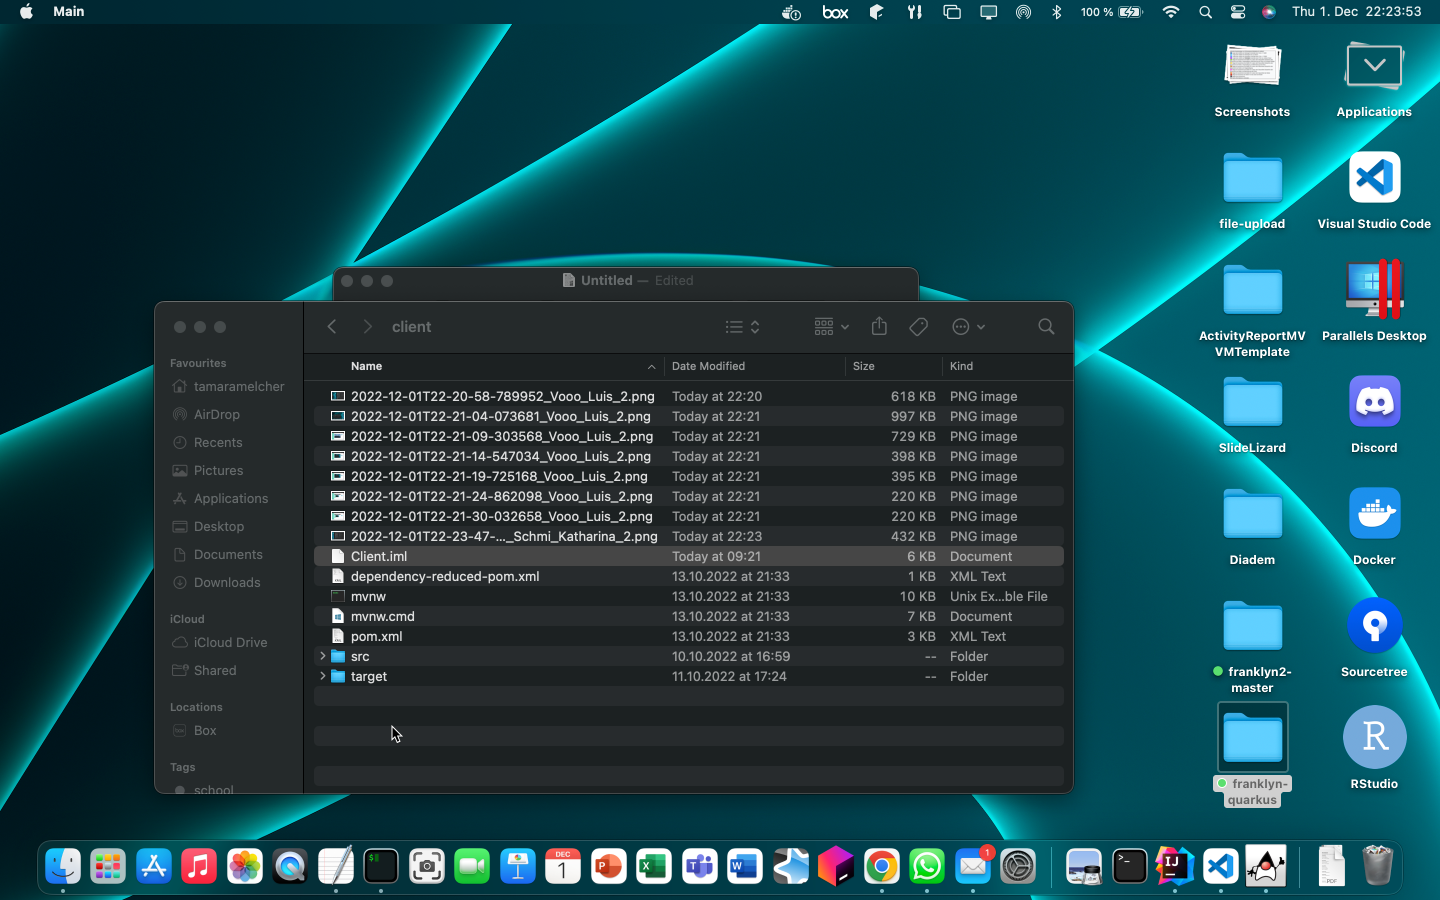 Main
box
100 %
Thu 1. Dec 22:23:53
Screenshots
Applications
file-upload
Visual Studio Code
ActivityReportMV
VMTemplate
Parallels Desktop
SlideLizard
Discord
Diadem
Docker
franklyn2-
master
Sourcetree
franklyn-
quarkus
R
RStudio
Untitled — Edited
client
Favourites
tamaramelcher
AirDrop
Recents
Pictures
Applications
Desktop
Documents
Downloads
iCloud
iCloud Drive
Shared
Locations
Box
Tags
school
Name Date Modified Size Kind
2022-12-01T22-20-58-789952_Vooo_Luis_2.png Today at 22:20 618 KB PNG image
2022-12-01T22-21-04-073681_Vooo_Luis_2.png Today at 22:21 997 KB PNG image
2022-12-01T22-21-09-303568_Vooo_Luis_2.png Today at 22:21 729 KB PNG image
2022-12-01T22-21-14-547034_Vooo_Luis_2.png Today at 22:21 398 KB PNG image
2022-12-01T22-21-19-725168_Vooo_Luis_2.png Today at 22:21 395 KB PNG image
2022-12-01T22-21-24-862098_Vooo_Luis_2.png Today at 22:21 220 KB PNG image
2022-12-01T22-21-30-032658_Vooo_Luis_2.png Today at 22:21 220 KB PNG image
2022-12-01T22-23-47-..._Schmi_Katharina_2.png Today at 22:23 432 KB PNG image
Client.iml Today at 09:21 6 KB Document
dependency-reduced-pom.xml 13.10.2022 at 21:33 1 KB XML Text
mvnw 13.10.2022 at 21:33 10 KB Unix Ex...ble File
mvnw.cmd 13.10.2022 at 21:33 7 KB Document
pom.xml 13.10.2022 at 21:33 3 KB XML Text
src 10.10.2022 at 16:59 -- Folder
target 11.10.2022 at 17:24 -- Folder
DEC
1
P
X
W
1
IJ
PDF